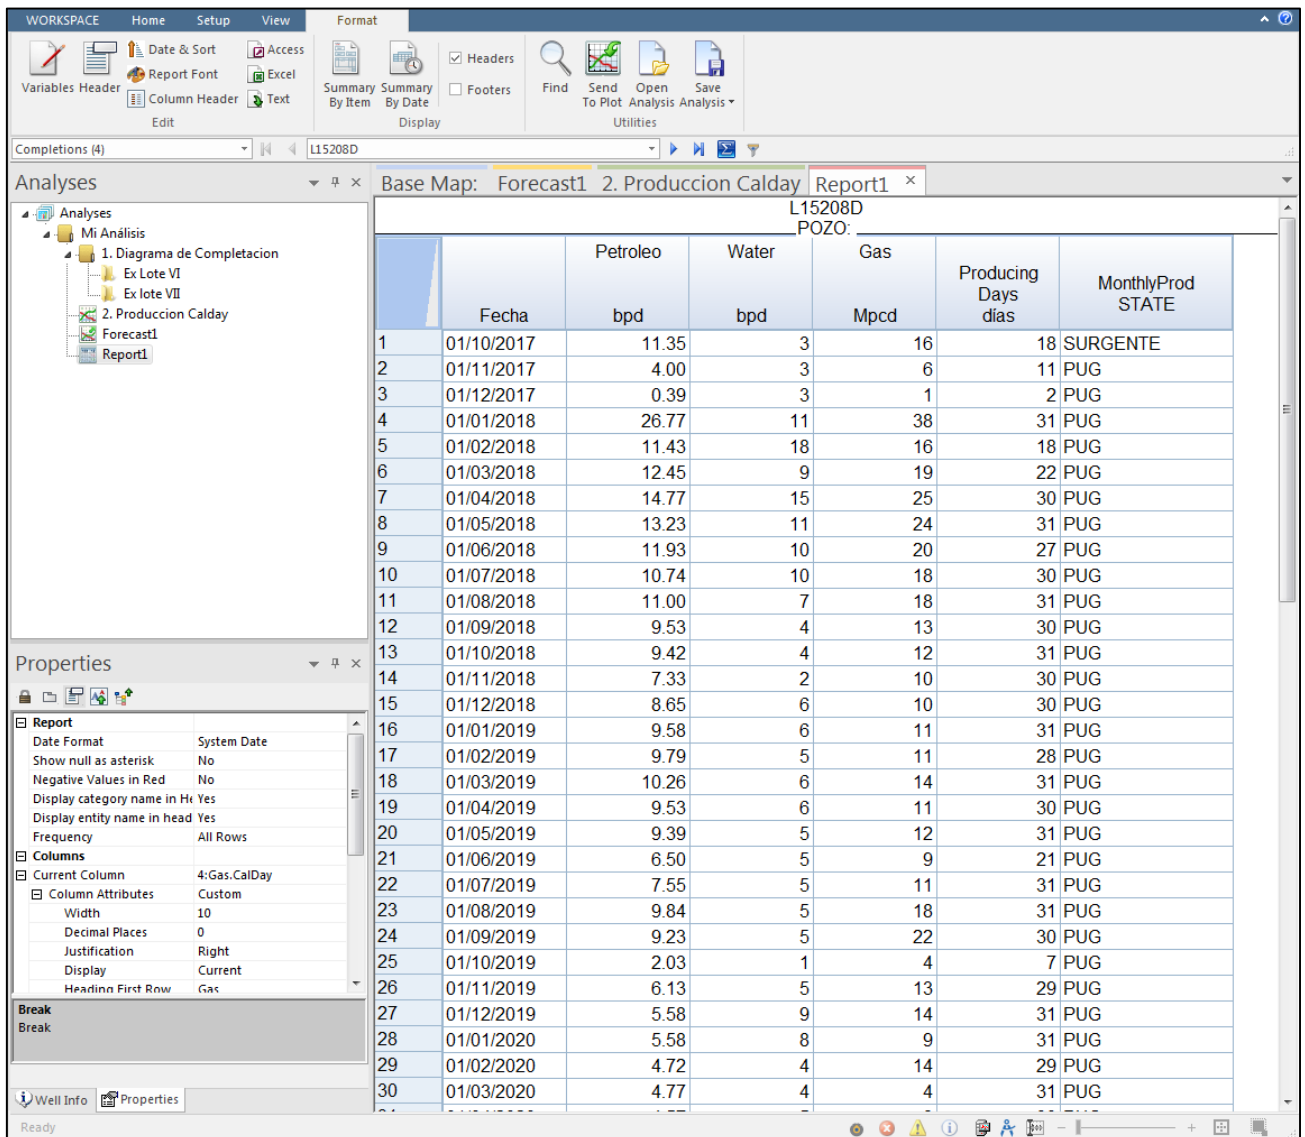 WORKSPACE Home Setup View Format
Variables Header Date & Sort Report Font Column Header Access Excel Text
Edit
Summary By Item Summary By Date Headers Footers
Display
Find Send To Plot Open Analysis Save Analysis
Utilities
Completions (4) L15208D
Analyses
Analyses
Mi Análisis
1. Diagrama de Completacion
Ex Lote VI
Ex lote VII
2. Produccion Calday
Forecast1
Report1
Properties
Report
Date Format System Date
Show null as asterisk No
Negative Values in Red No
Display category name in He Yes
Display entity name in head Yes
Frequency All Rows
Columns
Current Column 4:Gas.CalDay
Column Attributes Custom
Width 10
Decimal Places 0
Justification Right
Display Current
Heading First Row Gas
Break
Break
Well Info Properties
Base Map: Forecast1 2. Produccion Calday Report1
L15208D
POZO:
Fecha Petroleo bpd Water bpd Gas Mpcd Producing Days días MonthlyProd STATE
1 01/10/2017 11.35 3 16 18 SURGENTE
2 01/11/2017 4.00 3 6 11 PUG
3 01/12/2017 0.39 3 1 2 PUG
4 01/01/2018 26.77 11 38 31 PUG
5 01/02/2018 11.43 18 16 18 PUG
6 01/03/2018 12.45 9 19 22 PUG
7 01/04/2018 14.77 15 25 30 PUG
8 01/05/2018 13.23 11 24 31 PUG
9 01/06/2018 11.93 10 20 27 PUG
10 01/07/2018 10.74 10 18 30 PUG
11 01/08/2018 11.00 7 18 31 PUG
12 01/09/2018 9.53 4 13 30 PUG
13 01/10/2018 9.42 4 12 31 PUG
14 01/11/2018 7.33 2 10 30 PUG
15 01/12/2018 8.65 6 10 30 PUG
16 01/01/2019 9.58 6 11 31 PUG
17 01/02/2019 9.79 5 11 28 PUG
18 01/03/2019 10.26 6 14 31 PUG
19 01/04/2019 9.53 6 11 30 PUG
20 01/05/2019 9.39 5 12 31 PUG
21 01/06/2019 6.50 5 9 21 PUG
22 01/07/2019 7.55 5 11 31 PUG
23 01/08/2019 9.84 5 18 31 PUG
24 01/09/2019 9.23 5 22 30 PUG
25 01/10/2019 2.03 1 4 7 PUG
26 01/11/2019 6.13 5 13 29 PUG
27 01/12/2019 5.58 9 14 31 PUG
28 01/01/2020 5.58 8 9 31 PUG
29 01/02/2020 4.72 4 14 29 PUG
30 01/03/2020 4.77 4 4 31 PUG
Ready